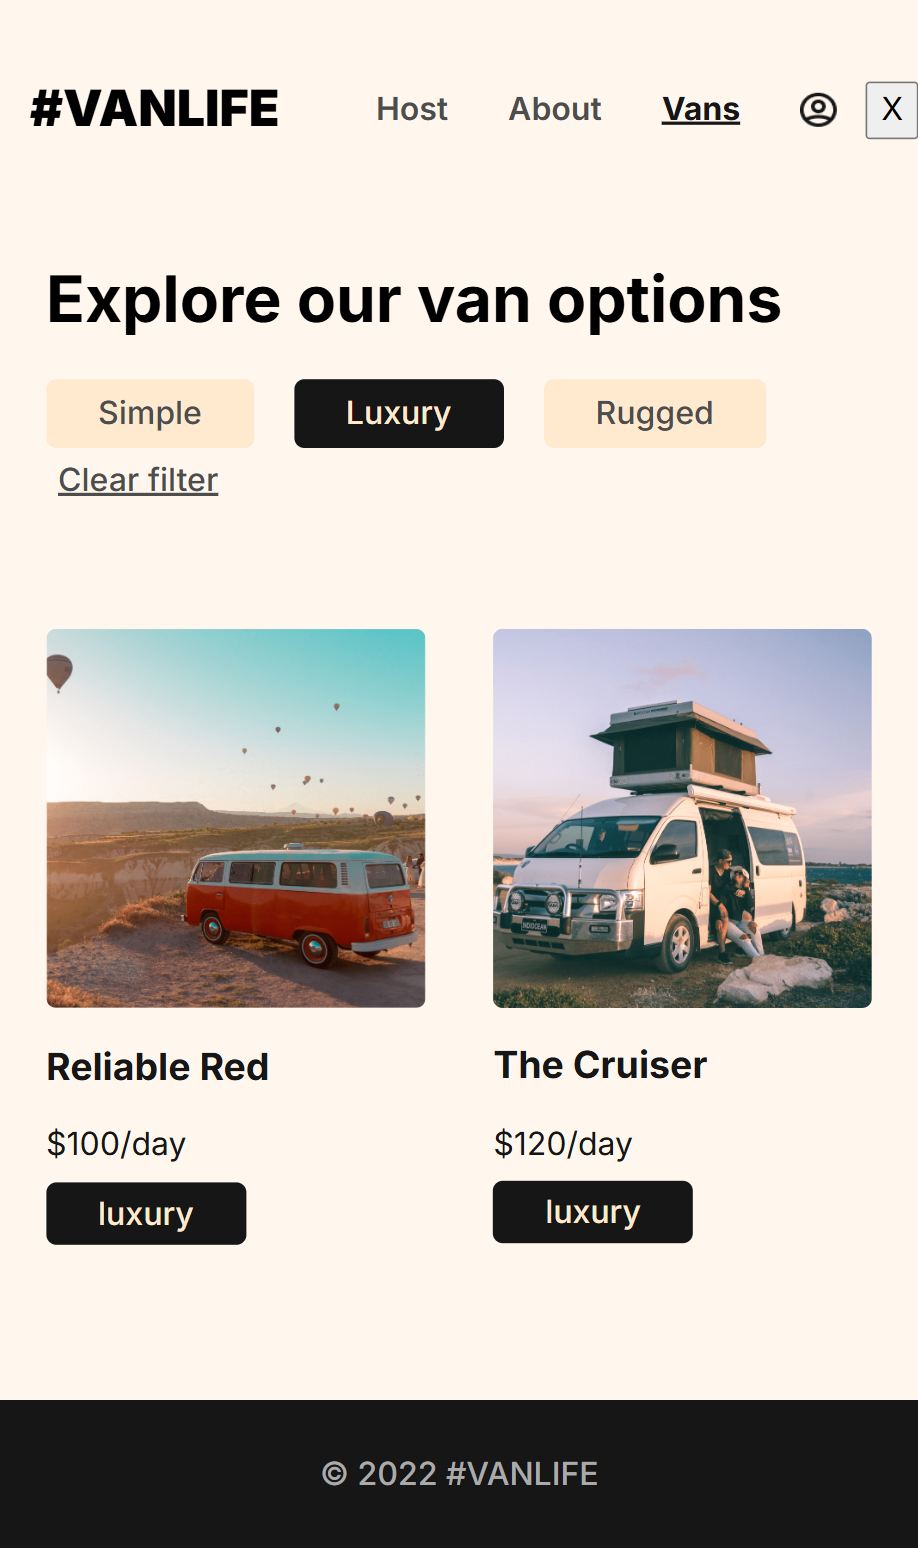 #VANLIFE Host About Vans X
Explore our van options
Simple Luxury Rugged
Clear filter
INDIOCEAN
Reliable Red
$100/day
luxury
The Cruiser
$120/day
luxury
© 2022 #VANLIFE